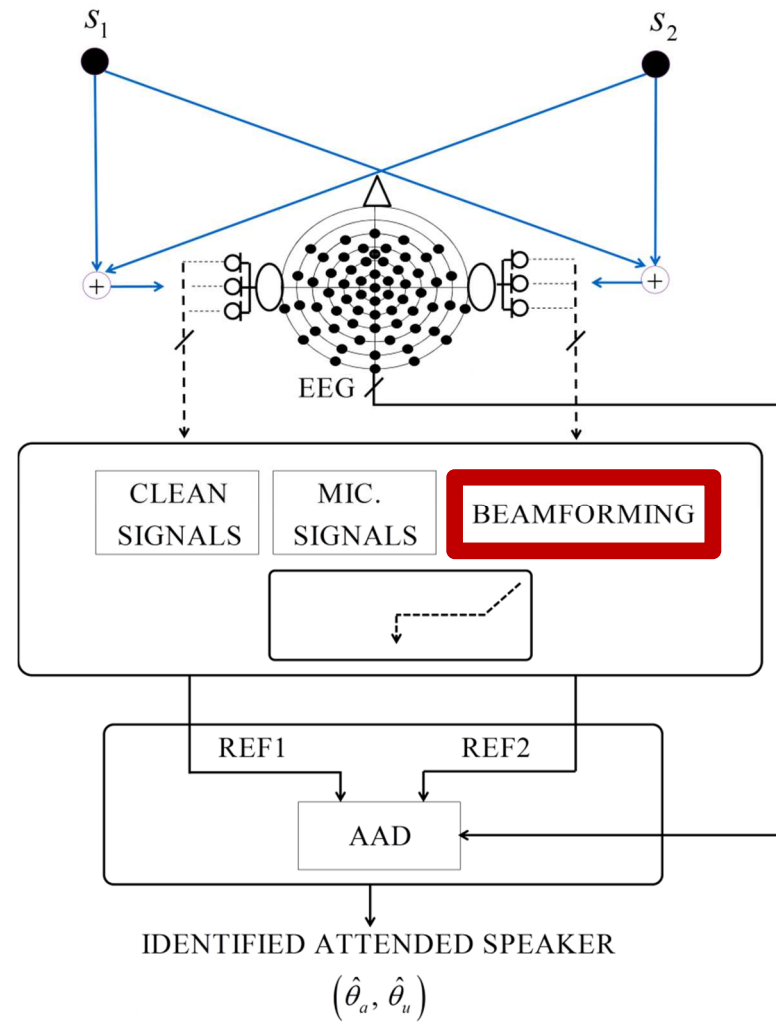 s₁
s₂
+
+
EEG
CLEAN
SIGNALS
MIC.
SIGNALS
BEAMFORMING
REF1
REF2
AAD
IDENTIFIED ATTENDED SPEAKER
(θ̂ₐ, θ̂ᵤ)